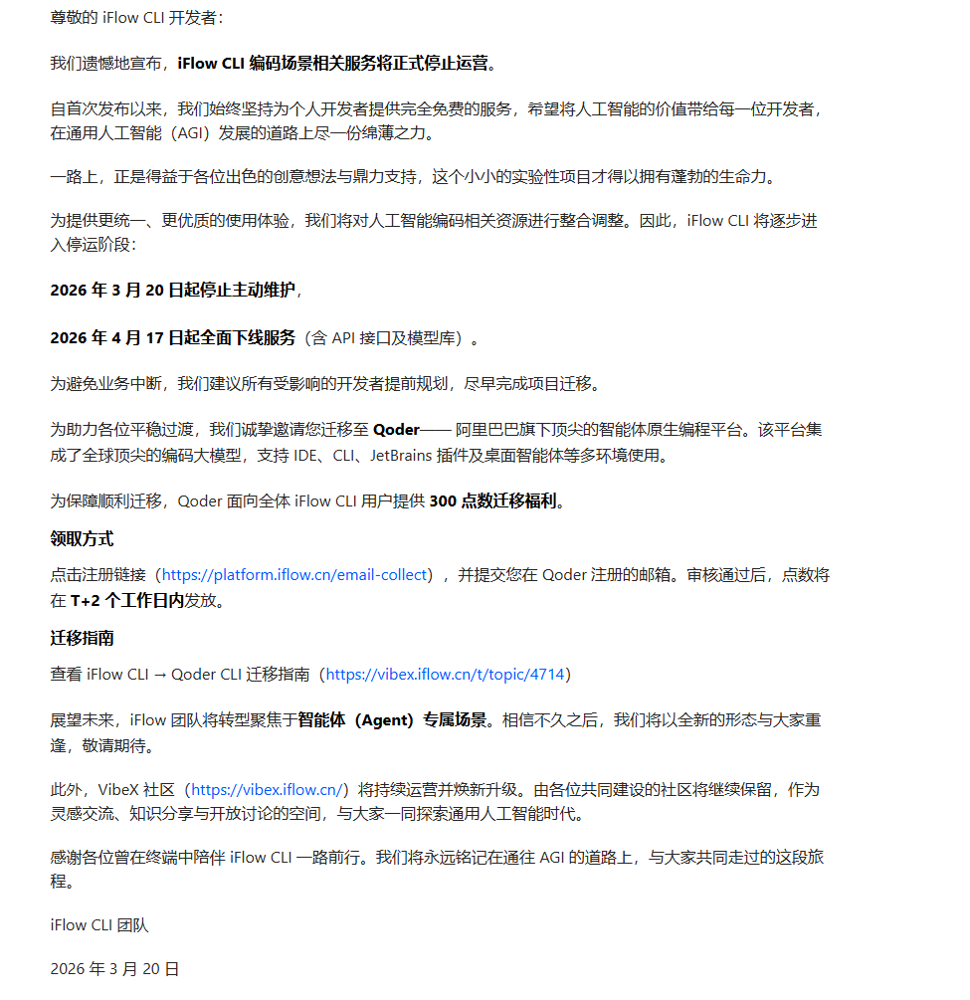 尊敬的 iFlow CLI 开发者：
我们遗憾地宣布，iFlow CLI 编码场景相关服务将正式停止运营。
自首次发布以来，我们始终坚持为个人开发者提供完全免费的服务，希望将人工智能的价值带给每一位开发者，
在通用人工智能（AGI）发展的道路上尽一份绵薄之力。
一路上，正是得益于各位出色的创意想法与鼎力支持，这个小小的实验性项目才得以拥有蓬勃的生命力。
为提供更统一、更优质的使用体验，我们将对人工智能编码相关资源进行整合调整。因此，iFlow CLI 将逐步进
入停运阶段：
2026 年 3 月 20 日起停止主动维护，
2026 年 4 月 17 日起全面下线服务（含 API 接口及模型库）。
为避免业务中断，我们建议所有受影响的开发者提前规划，尽早完成项目迁移。
为助力各位平稳过渡，我们诚挚邀请您迁移至 Qoder—— 阿里巴巴旗下顶尖的智能体原生编程平台。该平台集
成了全球顶尖的编码大模型，支持 IDE、CLI、JetBrains 插件及桌面智能体等多环境使用。
为保障顺利迁移，Qoder 面向全体 iFlow CLI 用户提供 300 点数迁移福利。
领取方式
点击注册链接（https://platform.iflow.cn/email-collect），并提交您在 Qoder 注册的邮箱。审核通过后，点数将
在 T+2 个工作日内发放。
迁移指南
查看 iFlow CLI → Qoder CLI 迁移指南（https://vibex.iflow.cn/t/topic/4714）
展望未来，iFlow 团队将转型聚焦于智能体（Agent）专属场景。相信不久之后，我们将以全新的形态与大家重
逢，敬请期待。
此外，VibeX 社区（https://vibex.iflow.cn/）将持续运营并焕新升级。由各位共同建设的社区将继续保留，作为
灵感交流、知识分享与开放讨论的空间，与大家一同探索通用人工智能时代。
感谢各位曾在终端中陪伴 iFlow CLI 一路前行。我们将永远铭记在通往 AGI 的道路上，与大家共同走过的这段旅
程。
iFlow CLI 团队
2026 年 3 月 20 日